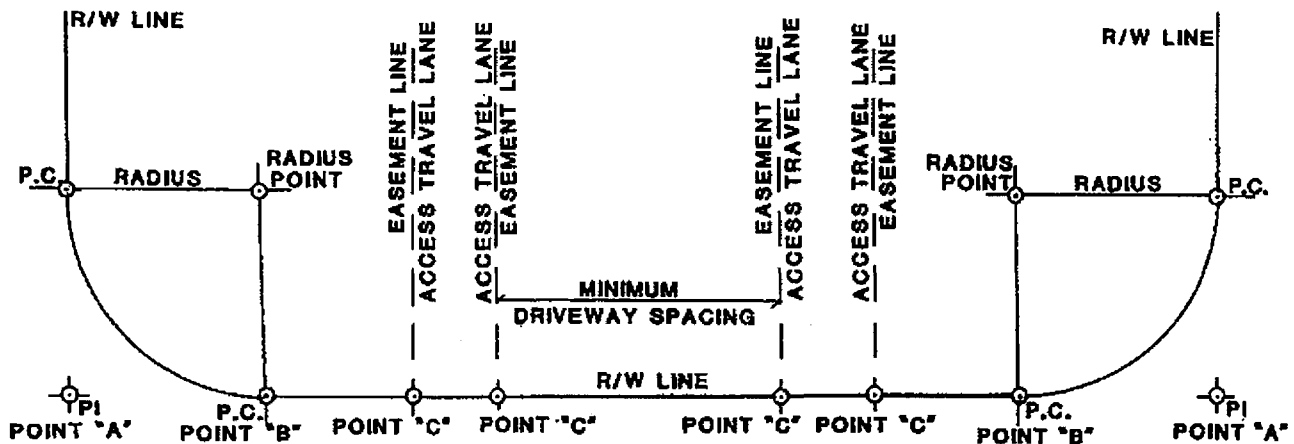 R/W LINE
R/W LINE
EASEMENT LINE
ACCESS TRAVEL LANE
ACCESS TRAVEL LANE
EASEMENT LINE
EASEMENT LINE
ACCESS TRAVEL LANE
ACCESS TRAVEL LANE
EASEMENT LINE
P.C.
RADIUS
RADIUS
POINT
RADIUS
POINT
RADIUS
P.C.
MINIMUM
DRIVEWAY SPACING
R/W LINE
PI
POINT "A"
P.C.
POINT "B"
POINT "C"
POINT "C"
POINT "C"
POINT "C"
P.C.
POINT "B"
PI
POINT "A"